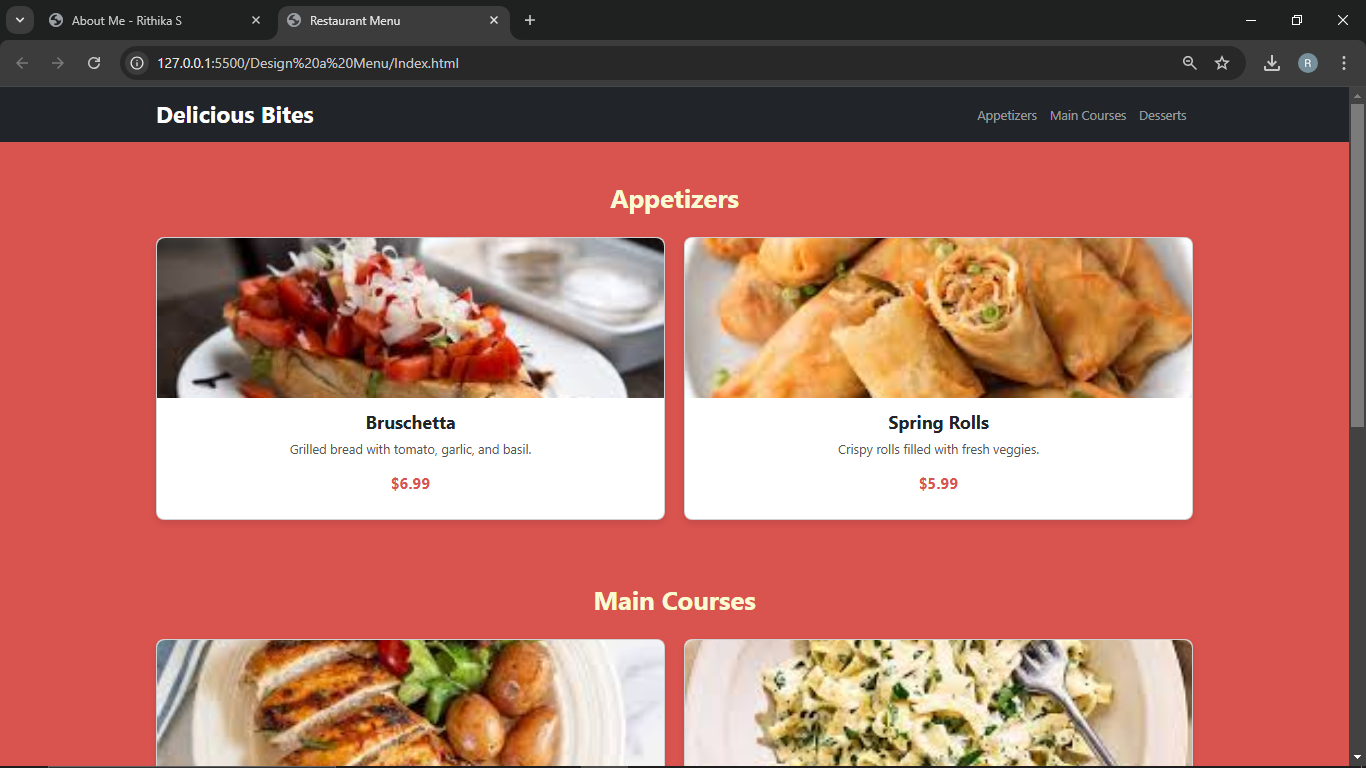 About Me - Rithika S
Restaurant Menu
127.0.0.1:5500/Design%20a%20Menu/Index.html
R
Delicious Bites
Appetizers Main Courses Desserts
Appetizers
Bruschetta
Grilled bread with tomato, garlic, and basil.
$6.99
Spring Rolls
Crispy rolls filled with fresh veggies.
$5.99
Main Courses